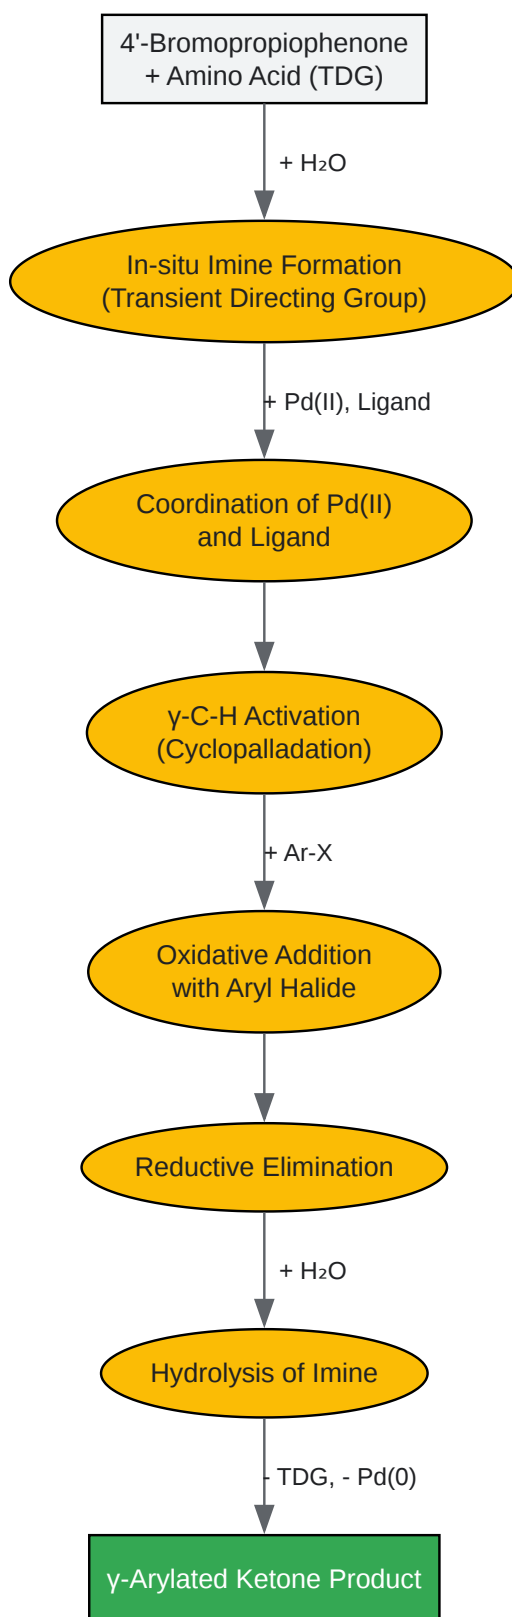 4'-Bromopropiophenone
+ Amino Acid (TDG)
+ H₂O
In-situ Imine Formation
(Transient Directing Group)
+ Pd(II), Ligand
Coordination of Pd(II)
and Ligand
γ-C-H Activation
(Cyclopalladation)
+ Ar-X
Oxidative Addition
with Aryl Halide
Reductive Elimination
+ H₂O
Hydrolysis of Imine
- TDG, - Pd(0)
γ-Arylated Ketone Product